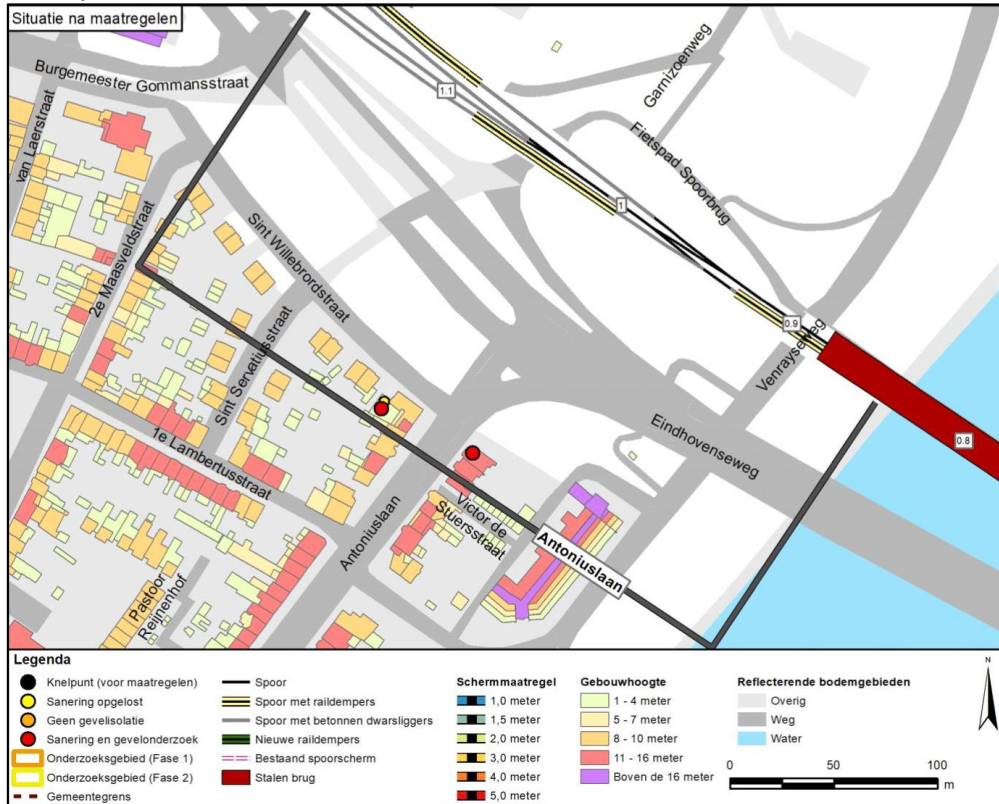 Situatie na maatregelen
Burgemeester Gommansstraat
van Laerstraat
2e Maasveldstraat
Sint Willebrordstraat
Sint Servatiusstraat
1e Lambertusstraat
Pastoor
Reijnenhof
Antoniuslaan
Victor de
Stuersstraat
Antoniuslaan
Garnizoenweg
Fietspad Spoorbrug
Venrayseweg
Eindhovenseweg
1.1
1
0.9
0.8
Legenda
Knelpunt (voor maatregelen)
Sanering opgelost
Geen gevelisolatie
Sanering en gevelonderzoek
Onderzoeksgebied (Fase 1)
Onderzoeksgebied (Fase 2)
Gemeentegrens
Spoor
Spoor met raildempers
Spoor met betonnen dwarsliggers
Nieuwe raildempers
Bestaand spoorscherm
Stalen brug
Schermmaatregel
1,0 meter
1,5 meter
2,0 meter
3,0 meter
4,0 meter
5,0 meter
Gebouwhoogte
1 - 4 meter
5 - 7 meter
8 - 10 meter
11 - 16 meter
Boven de 16 meter
Reflecterende bodemgebieden
Overig
Weg
Water
N
0 50 100
m